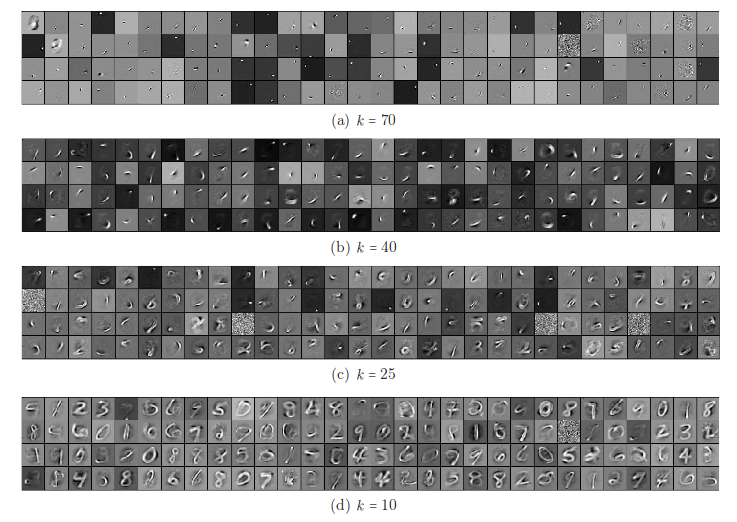 (a) k = 70
(b) k = 40
(c) k = 25
(d) k = 10